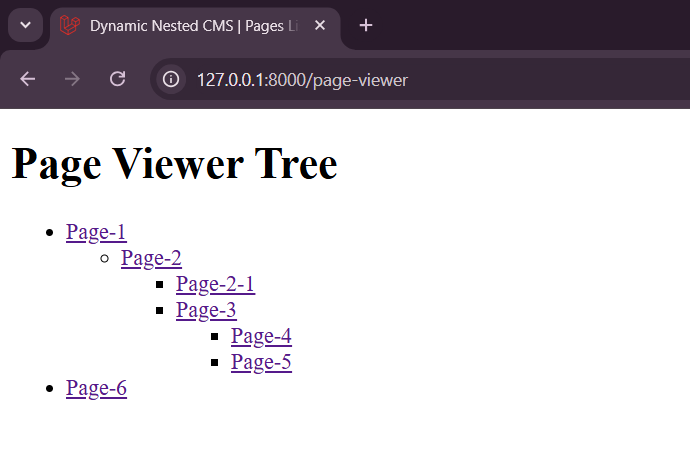 Dynamic Nested CMS | Pages Li
127.0.0.1:8000/page-viewer
Page Viewer Tree
Page-1
Page-2
Page-2-1
Page-3
Page-4
Page-5
Page-6